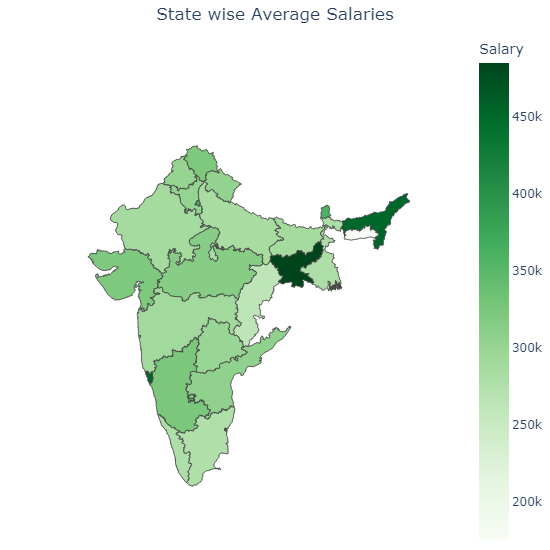 State wise Average Salaries
Salary
450k
400k
350k
300k
250k
200k